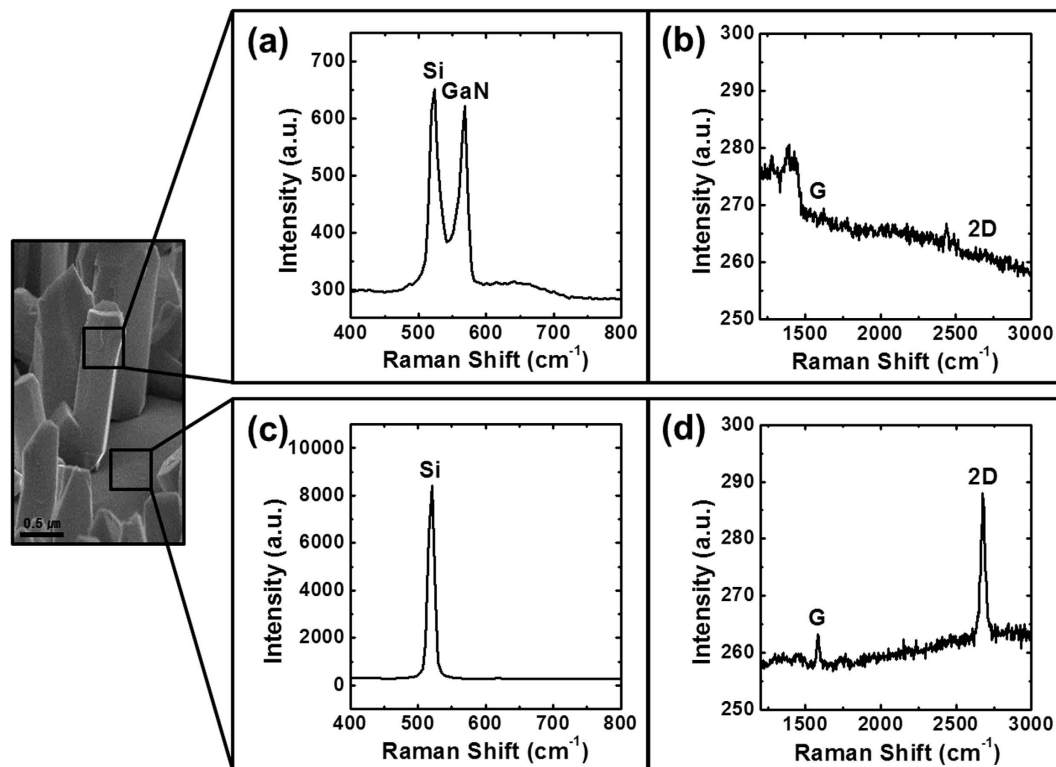 (a)
700
600
500
400
300
Intensity (a.u.)
Si
GaN
400 500 600 700 800
Raman Shift (cm⁻¹)
(b)
300
290
280
270
260
250
Intensity (a.u.)
G
2D
1500 2000 2500 3000
Raman Shift (cm⁻¹)
0.5 μm
(c)
10000
8000
6000
4000
2000
0
Intensity (a.u.)
Si
400 500 600 700 800
Raman Shift (cm⁻¹)
(d)
300
290
280
270
260
250
Intensity (a.u.)
G
2D
1500 2000 2500 3000
Raman Shift (cm⁻¹)